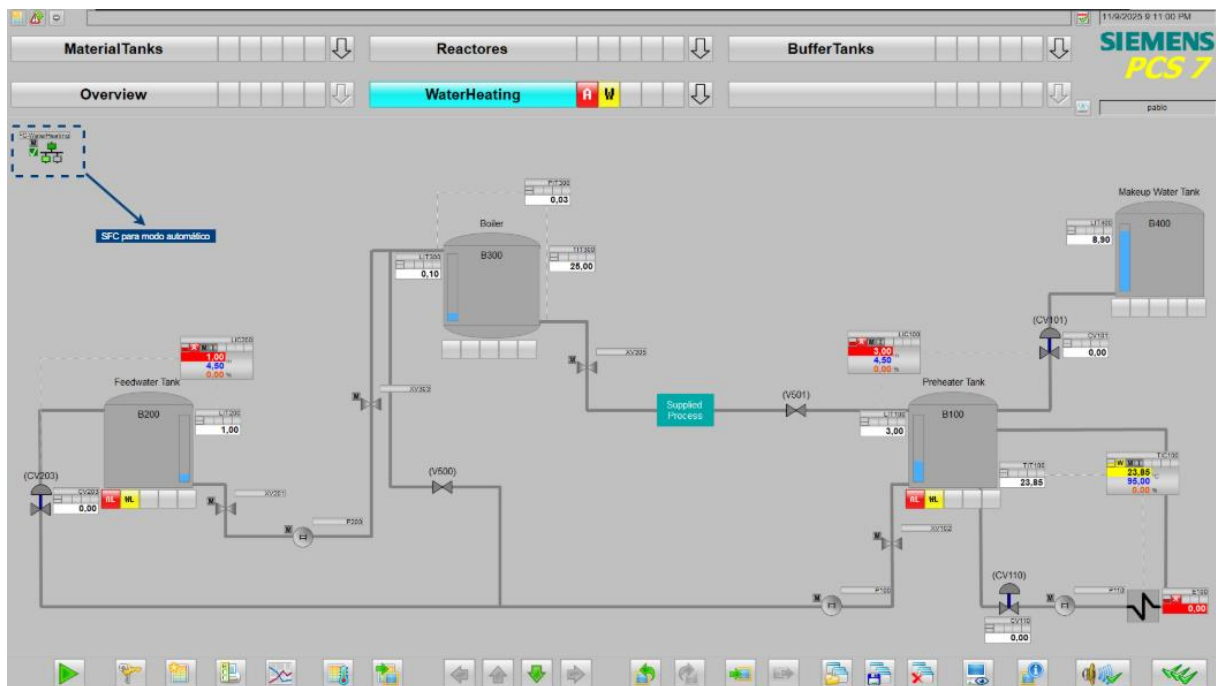 11/9/2025 9:11:00 PM
MaterialTanks
Reactores
BufferTanks
SIEMENS
PCS 7
Overview
WaterHeating
A W
pablo
SFC para modo automático
PIT300
0,03
Boiler
B300
LIT300
0,10
TIT300
25,00
Makeup Water Tank
B400
LIT400
8,90
(CV101)
CV101
0,00
LIC200
1,00
4,50
0,00 %
Feedwater Tank
B200
LIT200
1,00
(CV203)
CV203
0,00
AL WL
XV201
P200
XV302
(V500)
XV305
Supplied
Process
(V501)
LIC100
3,00
4,50
0,00 %
Preheater Tank
B100
LIT100
3,00
AL WL
TIT100
23,85
TIC100
23,85 °C
95,00
0,00 %
XV102
P100
(CV110)
CV110
0,00
P110
E100
0,00